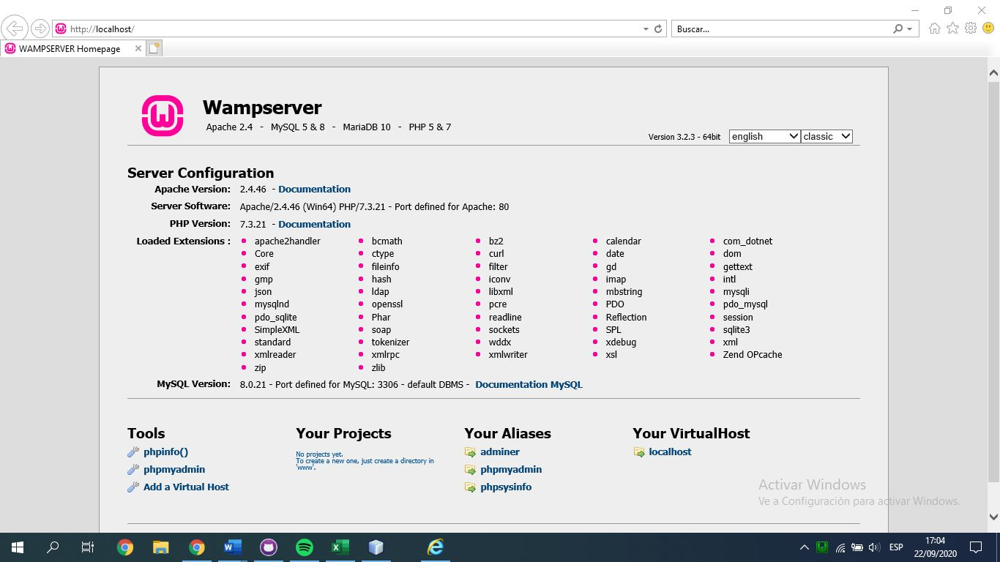 http://localhost/
Buscar...
WAMPSERVER Homepage
Wampserver
Apache 2.4 - MySQL 5 & 8 - MariaDB 10 - PHP 5 & 7
Version 3.2.3 - 64bit english classic
Server Configuration
Apache Version: 2.4.46 - Documentation
Server Software: Apache/2.4.46 (Win64) PHP/7.3.21 - Port defined for Apache: 80
PHP Version: 7.3.21 - Documentation
Loaded Extensions : apache2handler bcmath bz2 calendar com_dotnet
Core ctype curl date dom
exif fileinfo filter gd gettext
gmp hash iconv imap intl
json ldap libxml mbstring mysqli
mysqlnd openssl pcre PDO pdo_mysql
pdo_sqlite Phar readline Reflection session
SimpleXML soap sockets SPL sqlite3
standard tokenizer wddx xdebug xml
xmlreader xmlrpc xmlwriter xsl Zend OPcache
zip zlib
MySQL Version: 8.0.21 - Port defined for MySQL: 3306 - default DBMS - Documentation MySQL
Tools
phpinfo()
phpmyadmin
Add a Virtual Host
Your Projects
No projects yet.
To create a new one, just create a directory in
'www'.
Your Aliases
adminer
phpmyadmin
phpsysinfo
Your VirtualHost
localhost
Activar Windows
Ve a Configuración para activar Windows.
ESP
17:04
22/09/2020